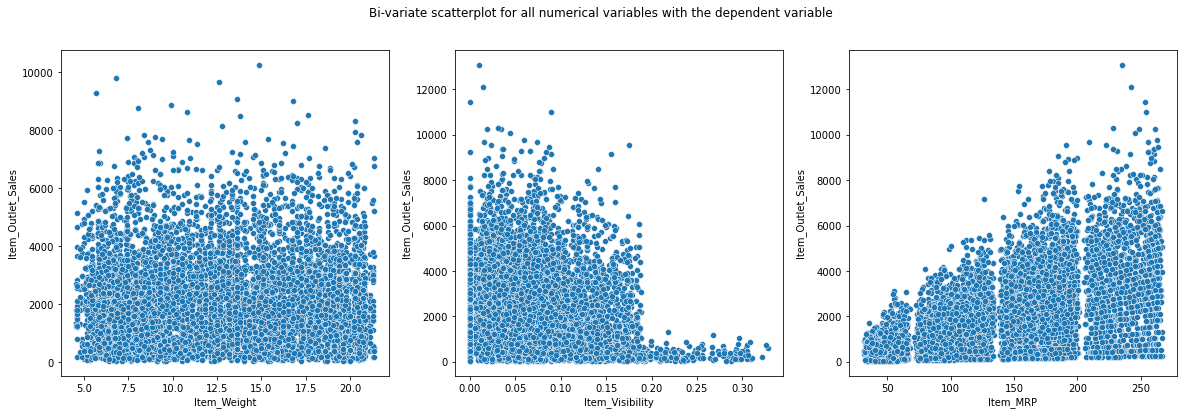 Bi-variate scatterplot for all numerical variables with the dependent variable
10000
8000
6000
4000
2000
0
Item_Outlet_Sales
5.0 7.5 10.0 12.5 15.0 17.5 20.0
Item_Weight
12000
10000
8000
6000
4000
2000
0
Item_Outlet_Sales
0.00 0.05 0.10 0.15 0.20 0.25 0.30
Item_Visibility
12000
10000
8000
6000
4000
2000
0
Item_Outlet_Sales
50 100 150 200 250
Item_MRP